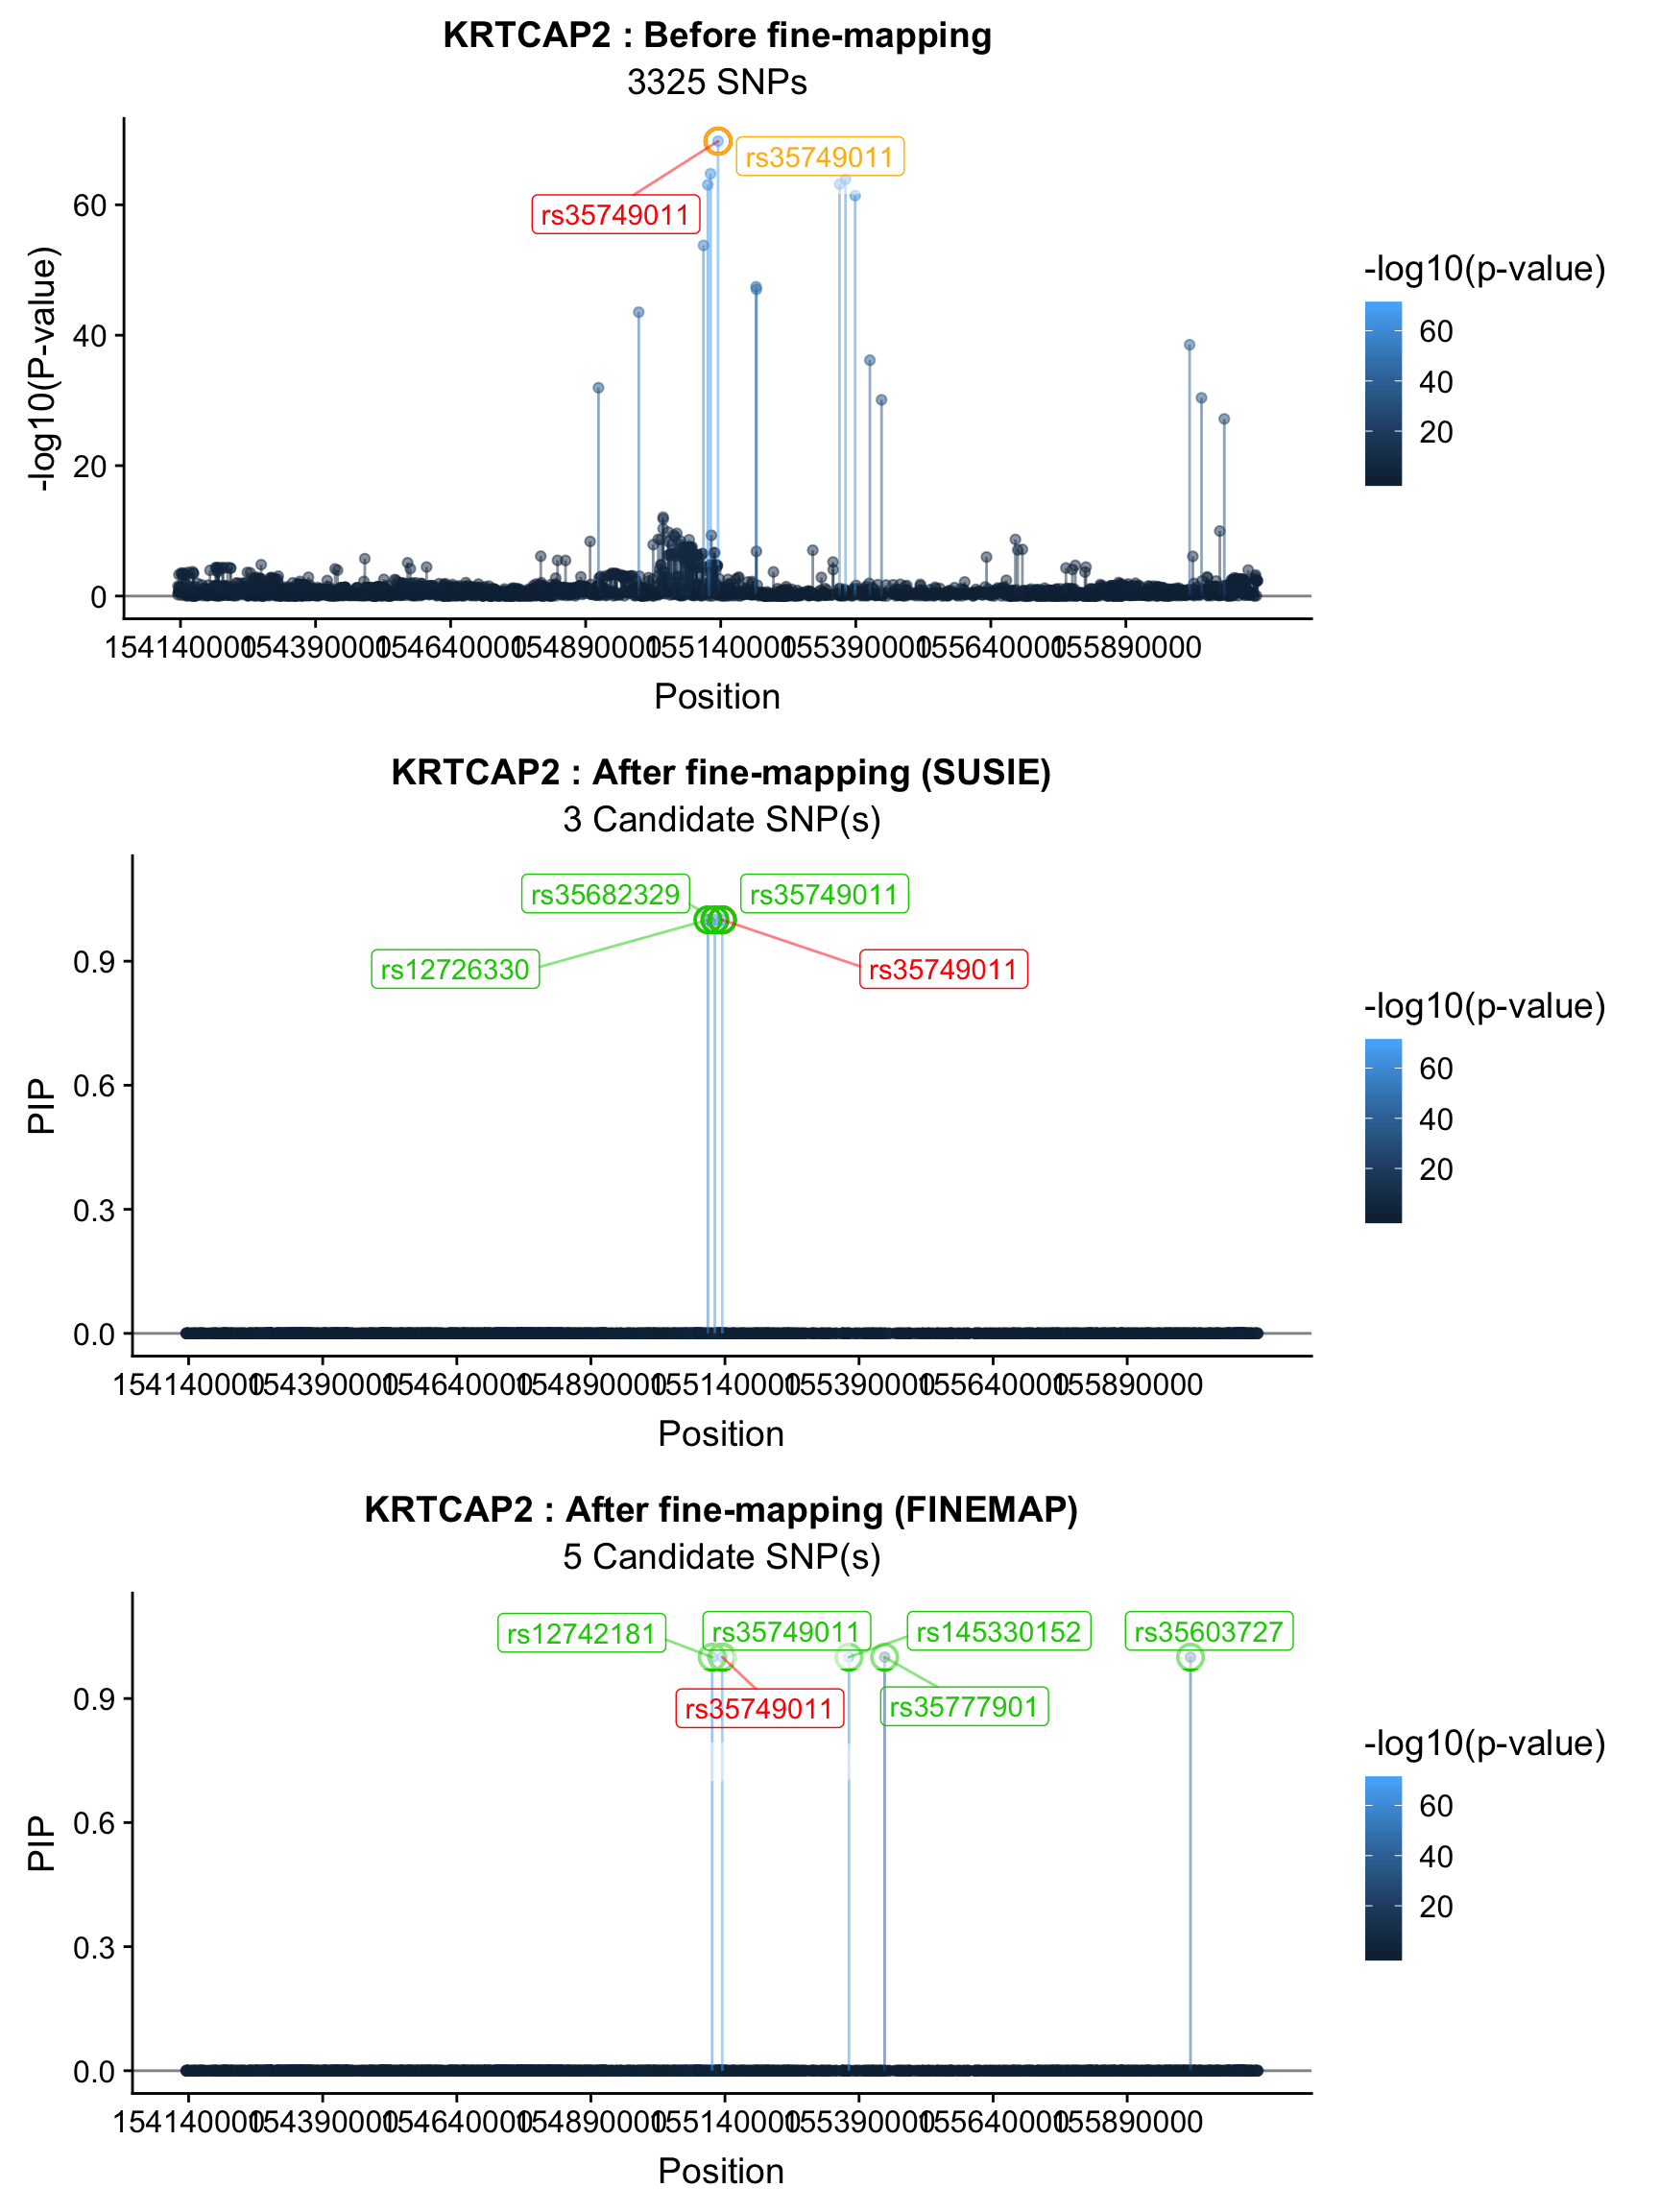 KRTCAP2 : Before fine-mapping
3325 SNPs
rs35749011
rs35749011
-log10(P-value)
60
40
20
0
154140000 154390000 154640000 154890000 155140000 155390000 155640000 155890000
Position
-log10(p-value)
60
40
20
KRTCAP2 : After fine-mapping (SUSIE)
3 Candidate SNP(s)
rs35682329 rs35749011
rs12726330 rs35749011
PIP
0.9
0.6
0.3
0.0
154140000 154390000 154640000 154890000 155140000 155390000 155640000 155890000
Position
-log10(p-value)
60
40
20
KRTCAP2 : After fine-mapping (FINEMAP)
5 Candidate SNP(s)
rs12742181 rs35749011 rs145330152 rs35603727
rs35749011 rs35777901
PIP
0.9
0.6
0.3
0.0
154140000 154390000 154640000 154890000 155140000 155390000 155640000 155890000
Position
-log10(p-value)
60
40
20